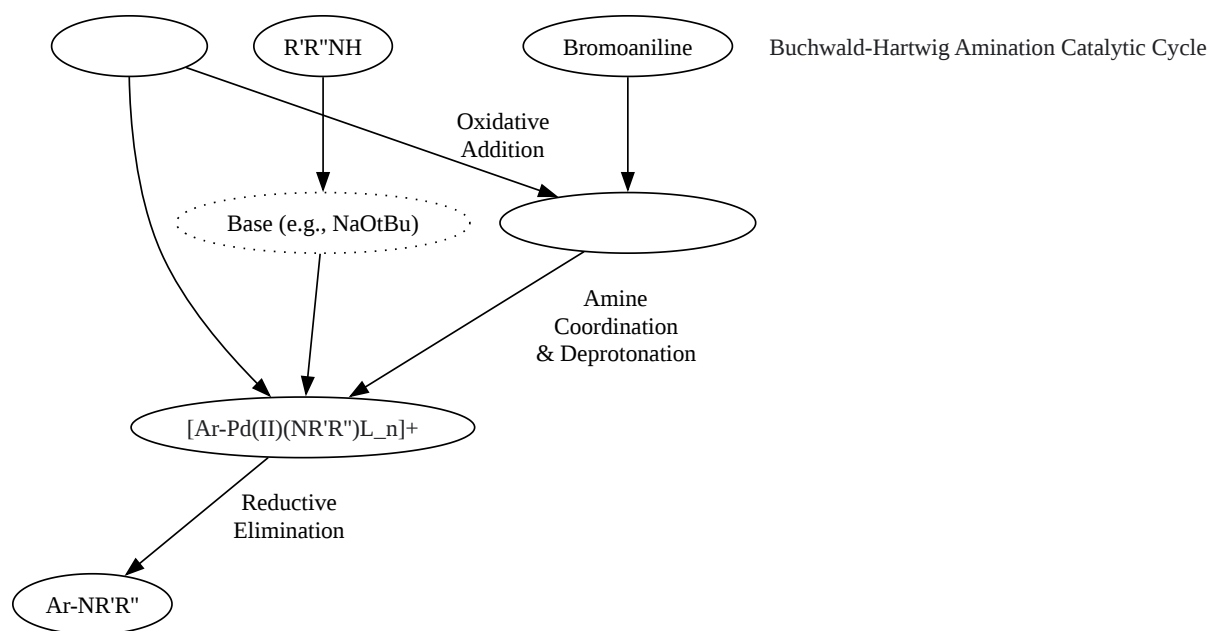 R'R"NH
Bromoaniline
Buchwald-Hartwig Amination Catalytic Cycle
Oxidative
Addition
Base (e.g., NaOtBu)
Amine
Coordination
& Deprotonation
[Ar-Pd(II)(NR'R")L_n]+
Reductive
Elimination
Ar-NR'R"